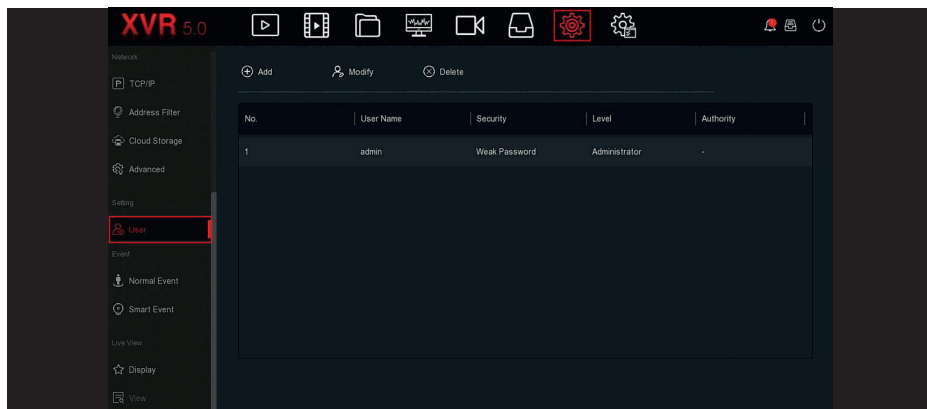 XVR 5.0
Network
TCP/IP
Address Filter
Cloud Storage
Advanced
Setting
User
Event
Normal Event
Smart Event
Live View
Display
View
Add Modify Delete
No. User Name Security Level Authority
1 admin Weak Password Administrator -